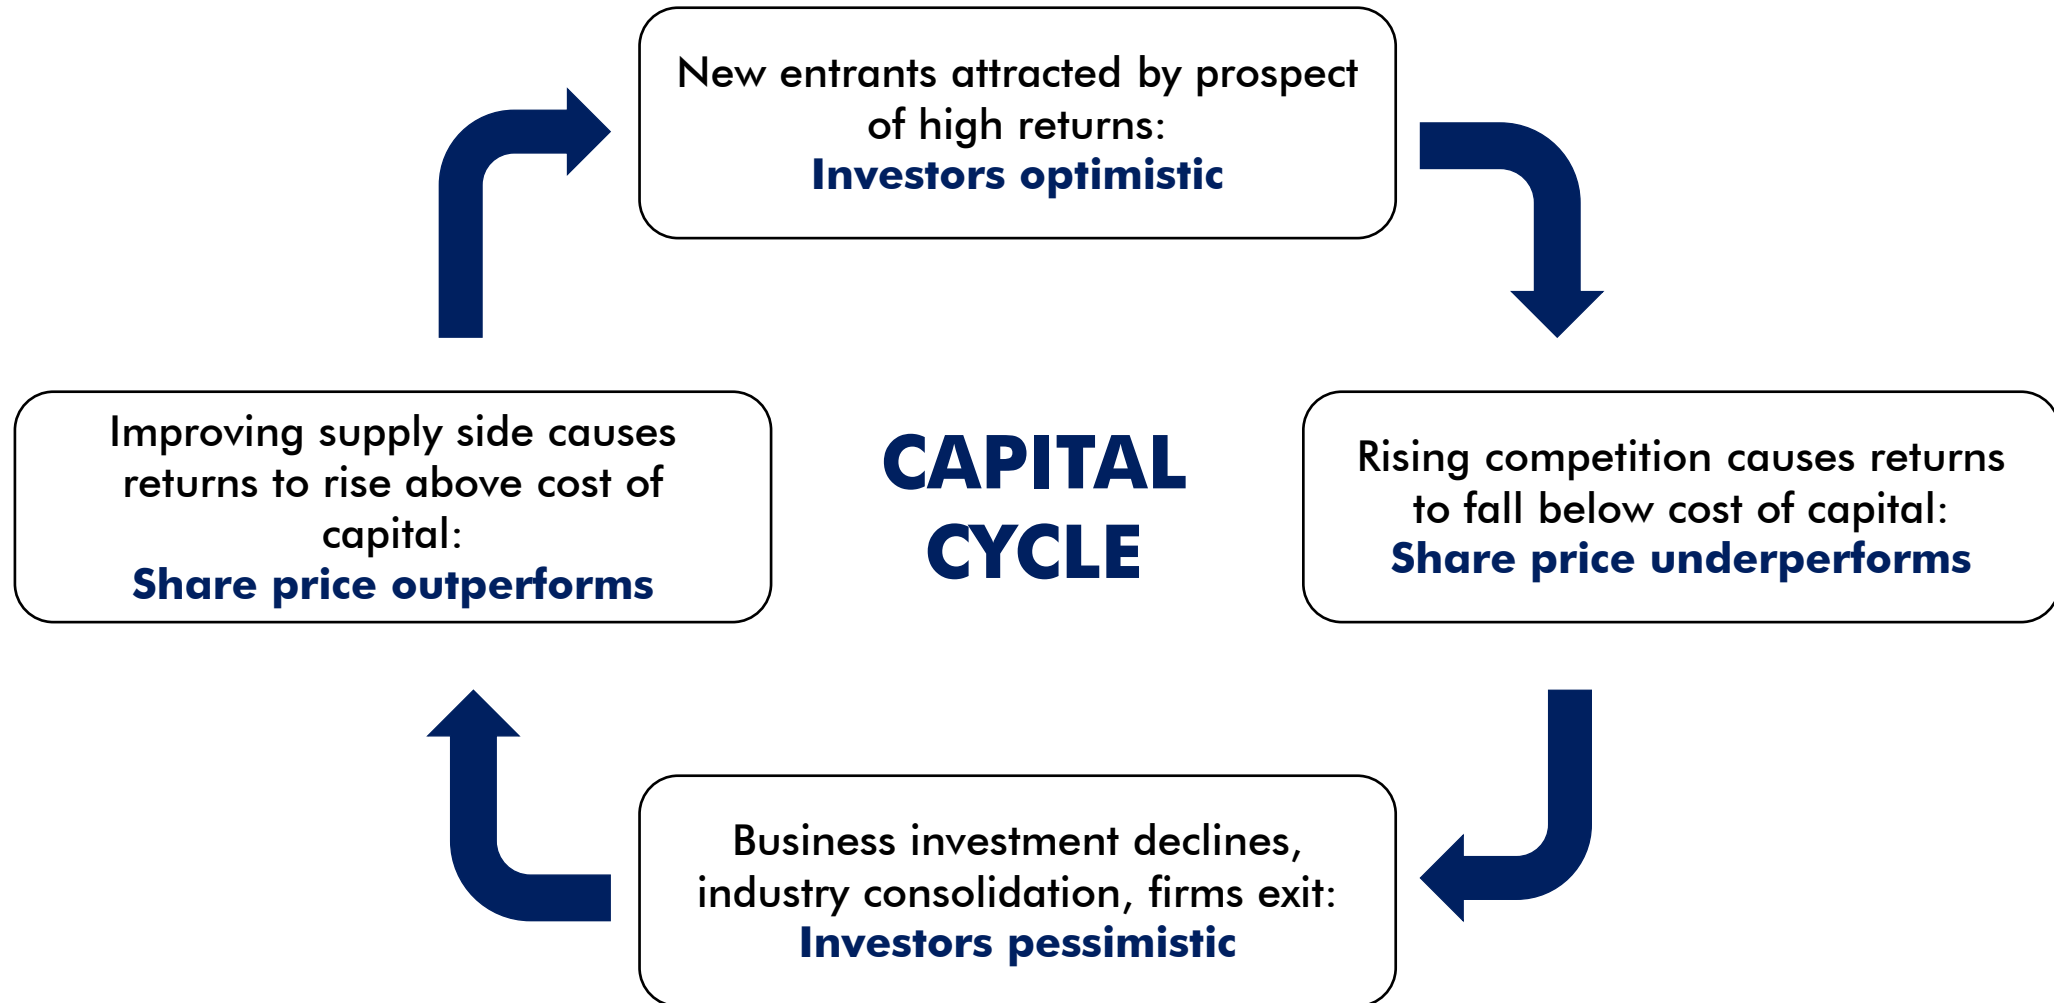 New entrants attracted by prospect
of high returns:
Investors optimistic
Improving supply side causes
returns to rise above cost of
capital:
Share price outperforms
CAPITAL
CYCLE
Rising competition causes returns
to fall below cost of capital:
Share price underperforms
Business investment declines,
industry consolidation, firms exit:
Investors pessimistic